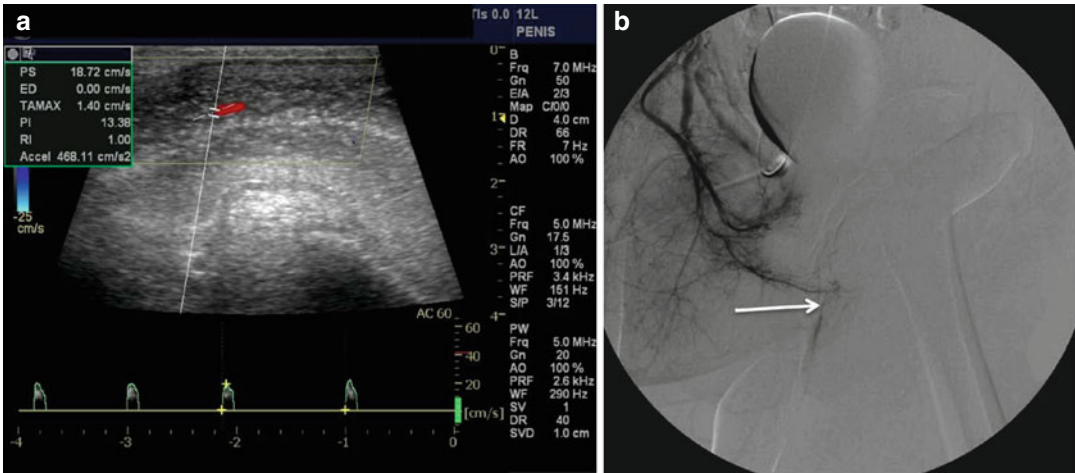 a
TIs 0.0 12L
PENIS
PS 18.72 cm/s
ED 0.00 cm/s
TAMAX 1.40 cm/s
PI 13.38
RI 1.00
Accel 468.11 cm/s2
-25
cm/s
0
1
2
3
4
B
Frq 7.0 MHz
Gn 50
E/A 2/3
Map C/0/0
D 4.0 cm
DR 66
FR 7 Hz
AO 100 %
CF
Frq 5.0 MHz
Gn 17.5
L/A 1/3
AO 100 %
PRF 3.4 kHz
WF 151 Hz
S/P 3/12
PW
Frq 5.0 MHz
Gn 20
AO 100 %
PRF 2.6 kHz
WF 290 Hz
SV 1
DR 40
SVD 1.0 cm
AC 60
60
40
20
[cm/s]
-4
-3
-2
-1
0
b